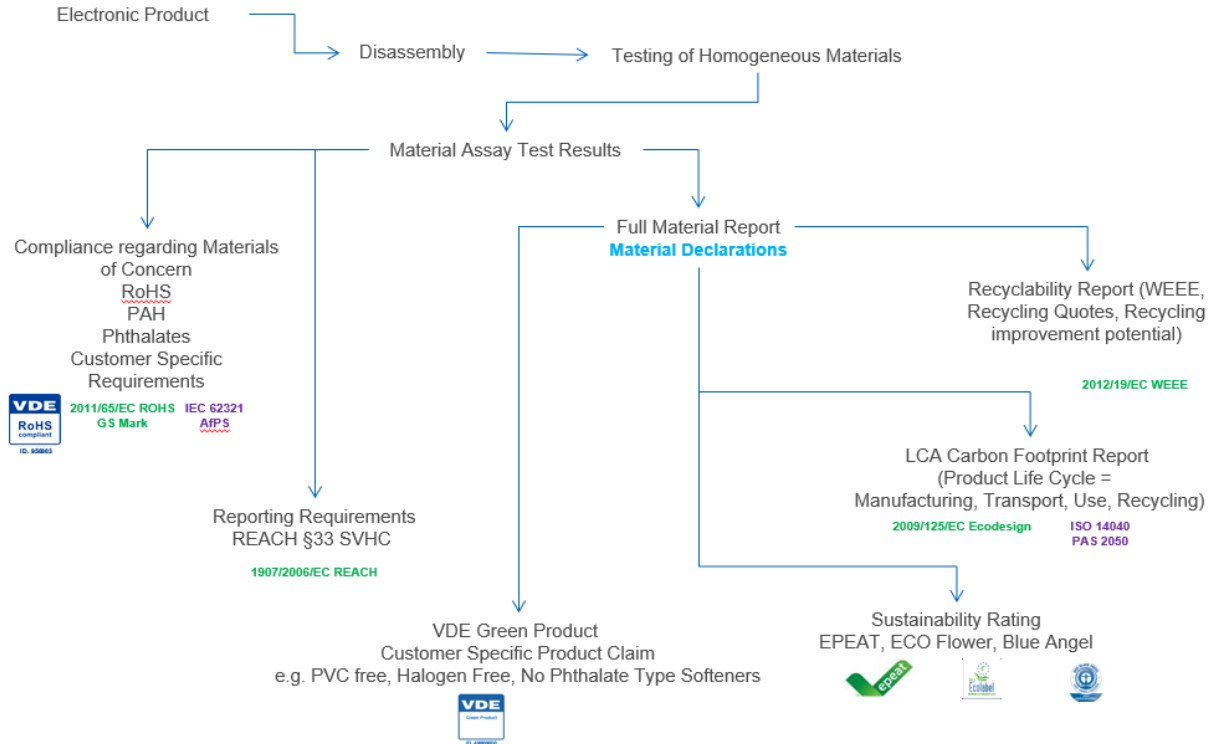 Electronic Product
Disassembly
Testing of Homogeneous Materials
Material Assay Test Results
Full Material Report
Material Declarations
Compliance regarding Materials
of Concern
RoHS
PAH
Phthalates
Customer Specific
Requirements
VDE
RoHS
compliant
2011/65/EC ROHS IEC 62321
GS Mark AfPS
Recyclability Report (WEEE,
Recycling Quotes, Recycling
improvement potential)
2012/19/EC WEEE
LCA Carbon Footprint Report
(Product Life Cycle =
Manufacturing, Transport, Use, Recycling)
2009/125/EC Ecodesign ISO 14040
PAS 2050
Reporting Requirements
REACH §33 SVHC
1907/2006/EC REACH
VDE Green Product
Customer Specific Product Claim
e.g. PVC free, Halogen Free, No Phthalate Type Softeners
VDE
Green Product
Sustainability Rating
EPEAT, ECO Flower, Blue Angel
epeat
Ecolabel